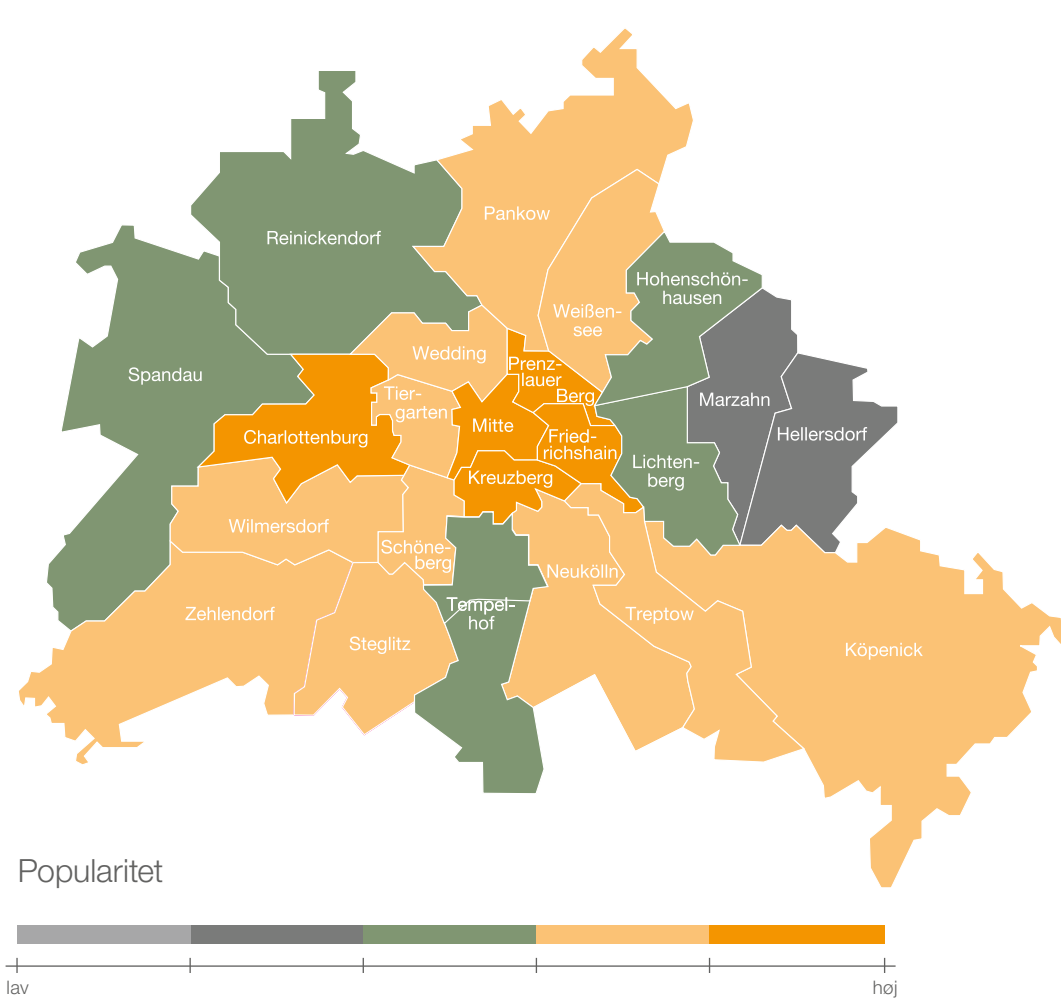 Pankow
Reinickendorf
Hohenschön-
hausen
Weißen-
see
Wedding
Spandau
Prenz-
lauer
Berg
Tier-
garten
Marzahn
Mitte
Hellersdorf
Charlottenburg
Fried-
richshain
Lichten-
berg
Kreuzberg
Wilmersdorf
Schöne-
berg
Neukölln
Zehlendorf
Tempel-
hof
Treptow
Steglitz
Köpenick
Popularitet
lav
høj